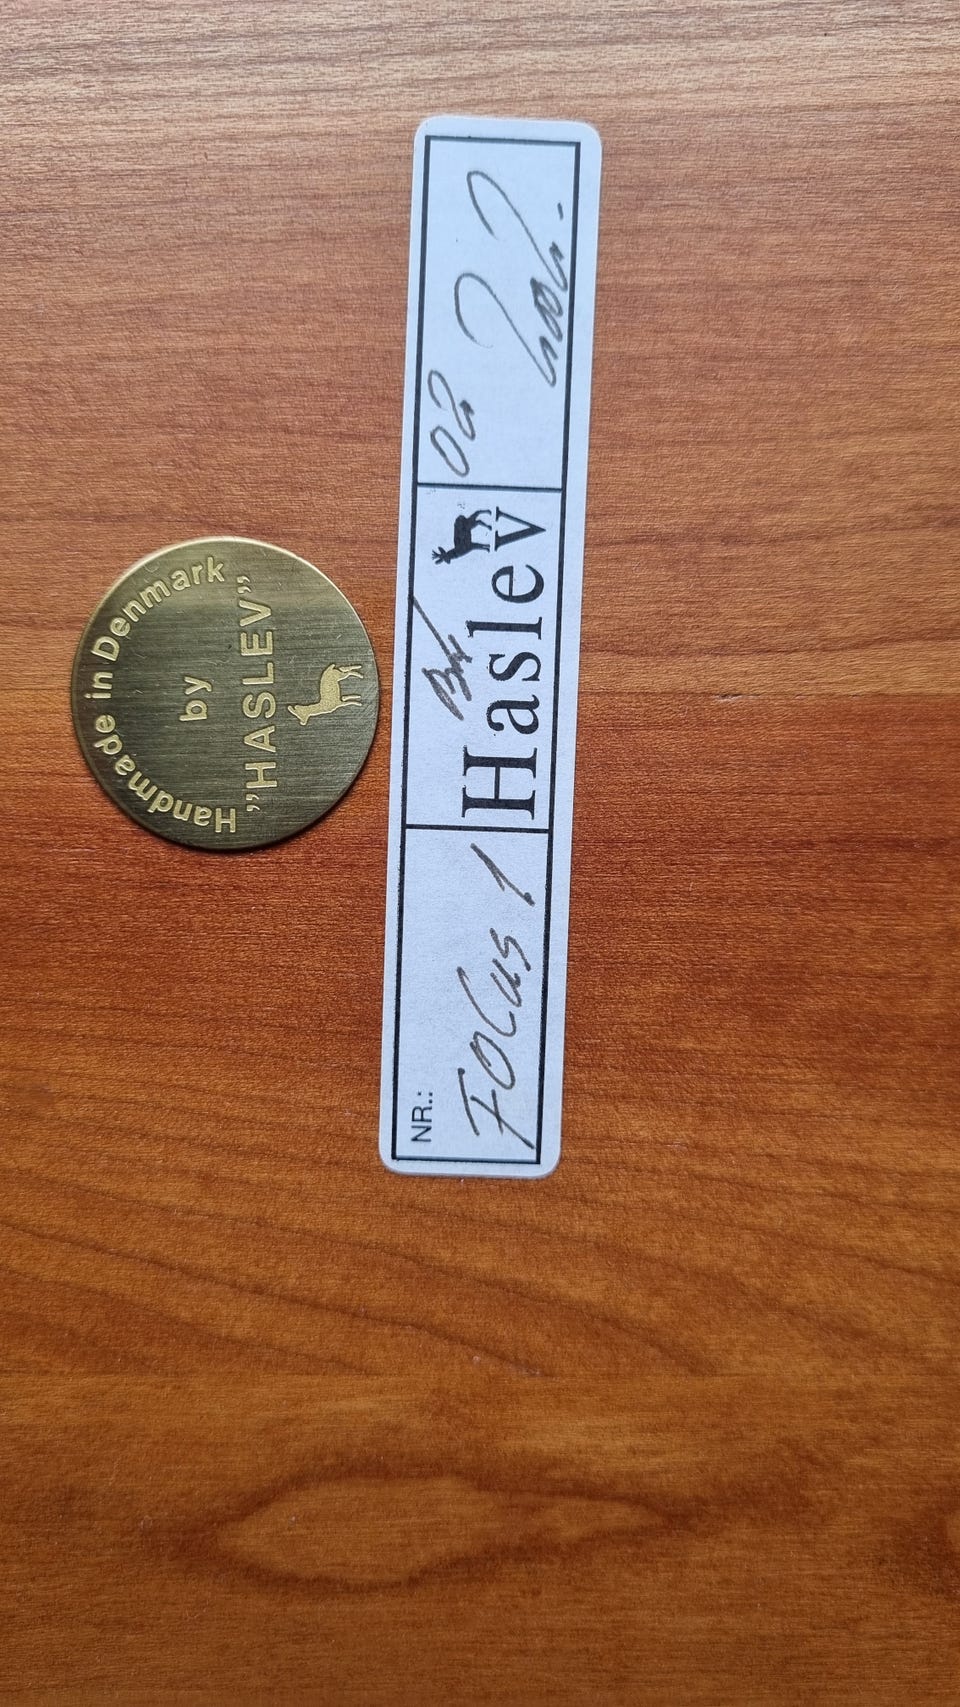 Handmade in Denmark
by
"HASLEV"
NR.:
FOCUS 1
Haslev
02